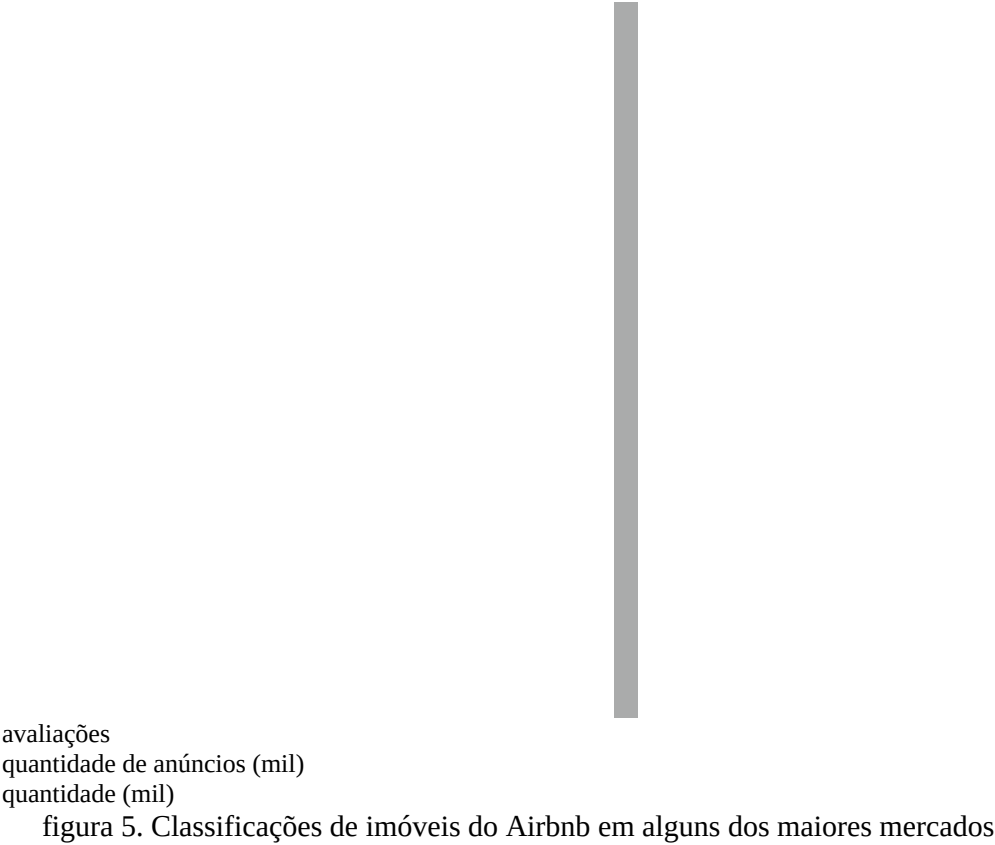 avaliações
quantidade de anúncios (mil)
quantidade (mil)
figura 5. Classificações de imóveis do Airbnb em alguns dos maiores mercados